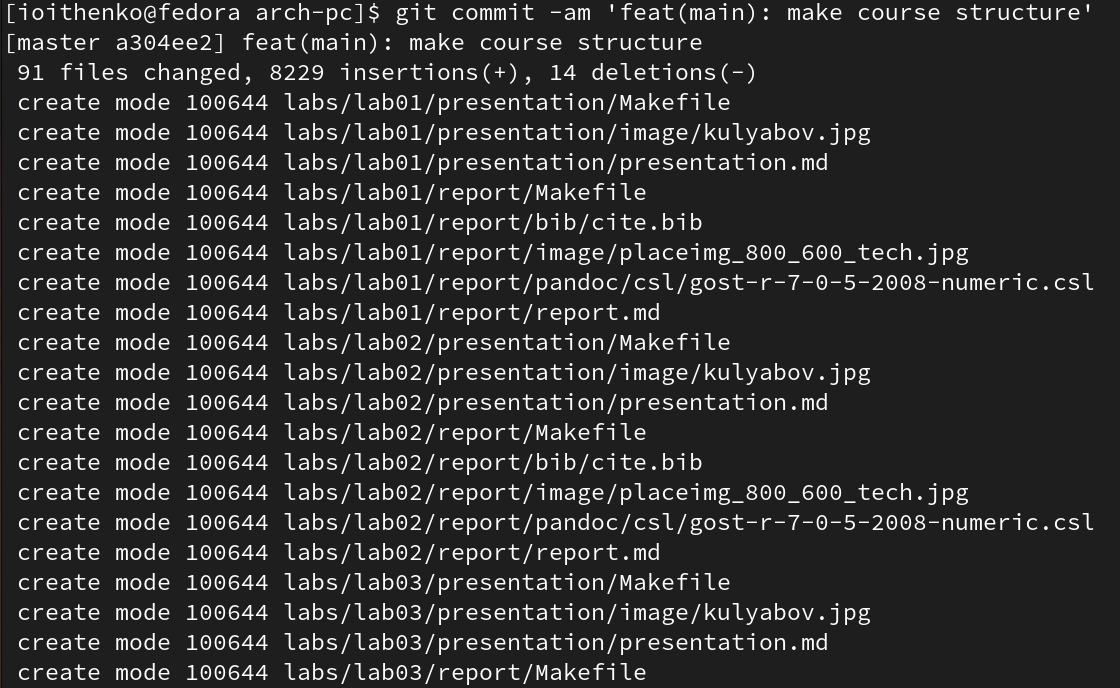 [ioithenko@fedora arch-pc]$ git commit -am 'feat(main): make course structure'
[master a304ee2] feat(main): make course structure
 91 files changed, 8229 insertions(+), 14 deletions(-)
 create mode 100644 labs/lab01/presentation/Makefile
 create mode 100644 labs/lab01/presentation/image/kulyabov.jpg
 create mode 100644 labs/lab01/presentation/presentation.md
 create mode 100644 labs/lab01/report/Makefile
 create mode 100644 labs/lab01/report/bib/cite.bib
 create mode 100644 labs/lab01/report/image/placeimg_800_600_tech.jpg
 create mode 100644 labs/lab01/report/pandoc/csl/gost-r-7-0-5-2008-numeric.csl
 create mode 100644 labs/lab01/report/report.md
 create mode 100644 labs/lab02/presentation/Makefile
 create mode 100644 labs/lab02/presentation/image/kulyabov.jpg
 create mode 100644 labs/lab02/presentation/presentation.md
 create mode 100644 labs/lab02/report/Makefile
 create mode 100644 labs/lab02/report/bib/cite.bib
 create mode 100644 labs/lab02/report/image/placeimg_800_600_tech.jpg
 create mode 100644 labs/lab02/report/pandoc/csl/gost-r-7-0-5-2008-numeric.csl
 create mode 100644 labs/lab02/report/report.md
 create mode 100644 labs/lab03/presentation/Makefile
 create mode 100644 labs/lab03/presentation/image/kulyabov.jpg
 create mode 100644 labs/lab03/presentation/presentation.md
 create mode 100644 labs/lab03/report/Makefile